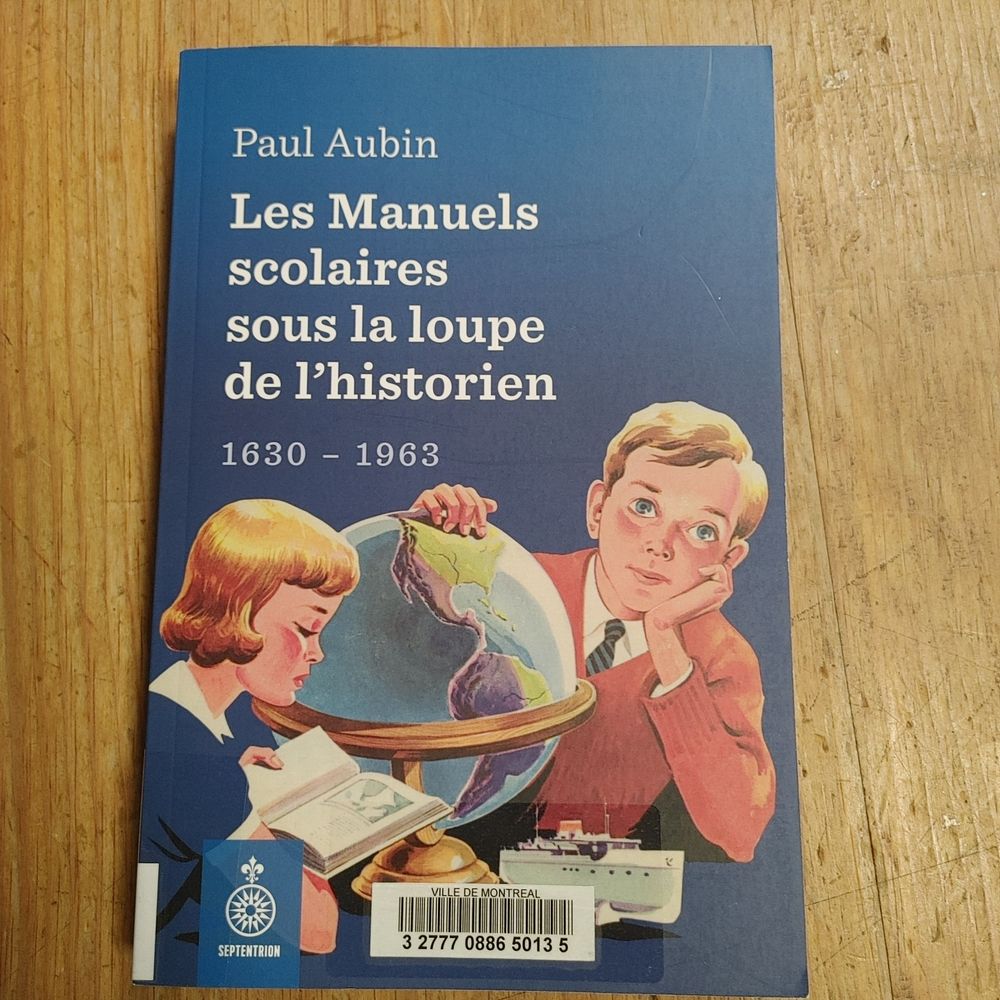 Paul Aubin
Les Manuels
scolaires
sous la loupe
de l'historien
1630 – 1963
SEPTENTRION
VILLE DE MONTREAL
3 2777 0886 5013 5